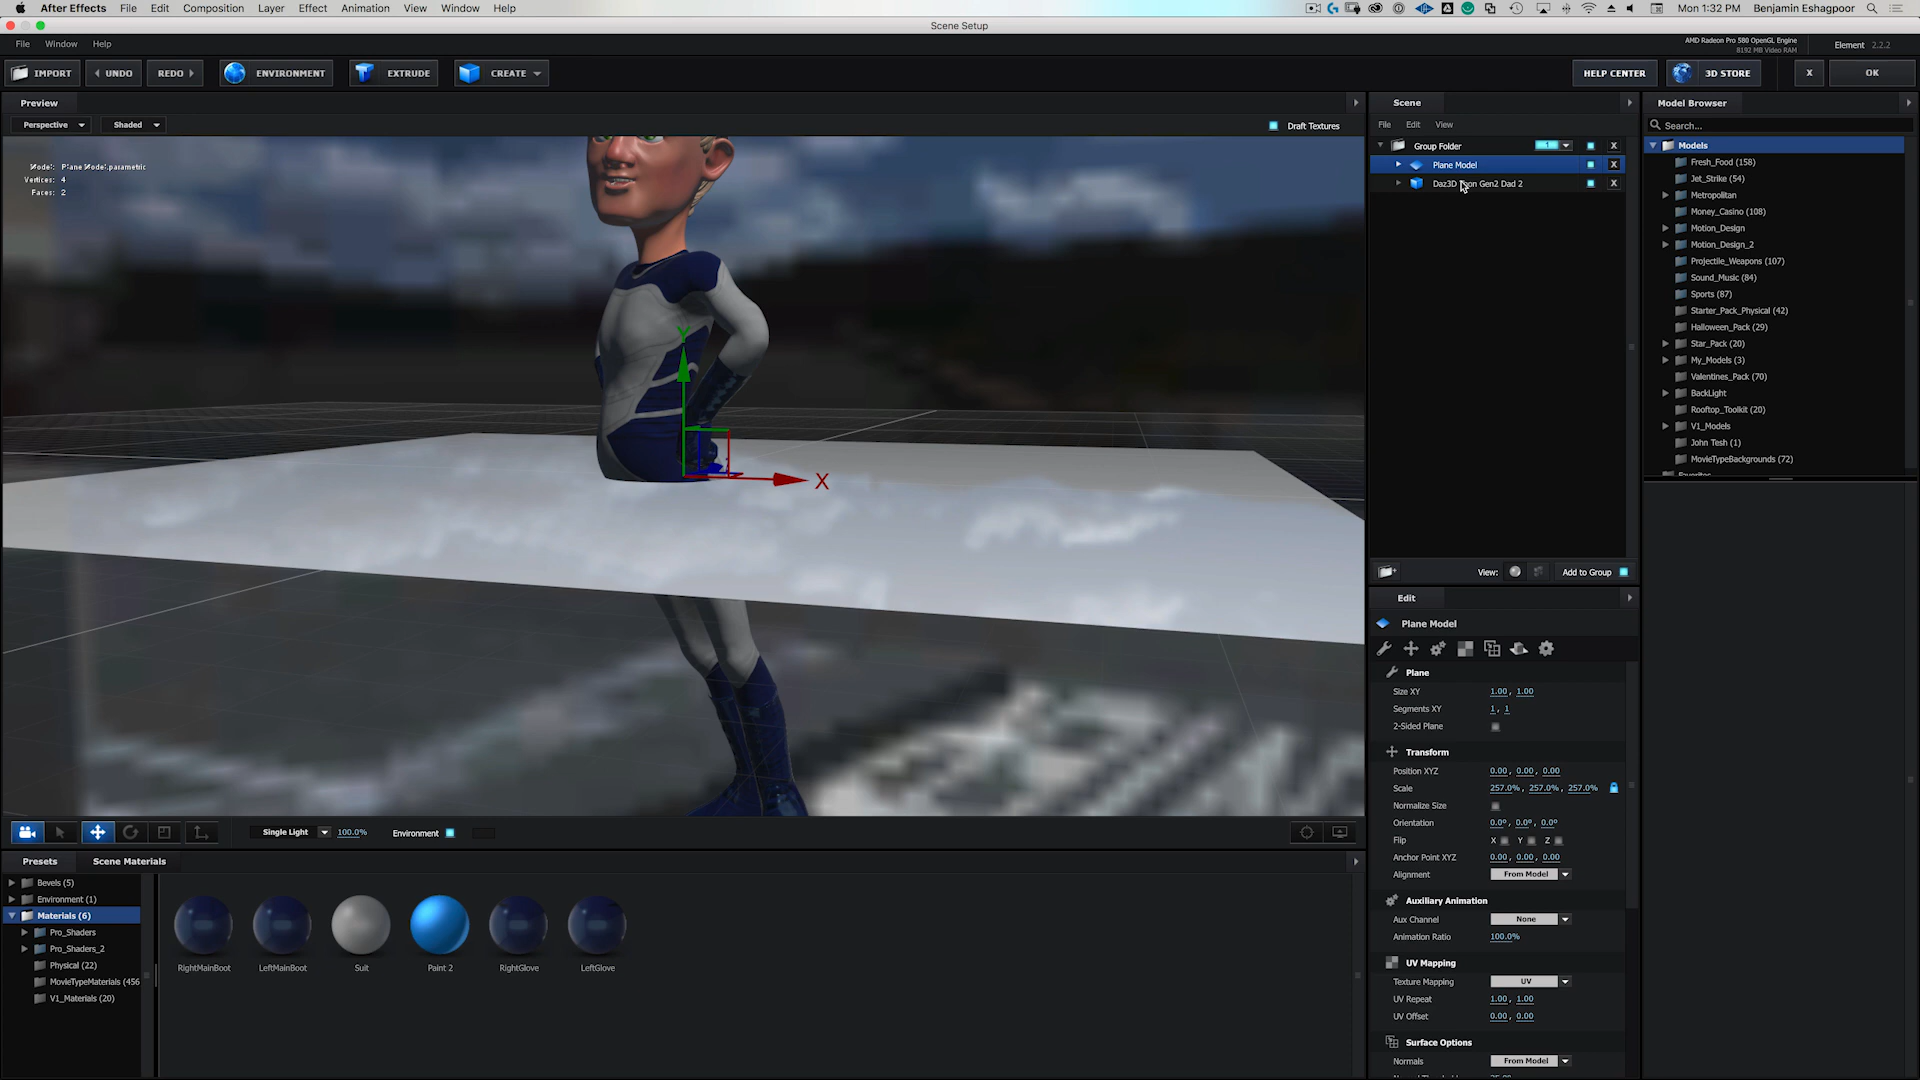 After Effects File Edit Composition Layer Effect Animation View Window Help
Mon 1:32 PM Benjamin Eshagpoor
Scene Setup
File Window Help
AMD Radeon Pro 580 OpenGL Engine
8192 MB Video RAM
Element 2.2.2
IMPORT UNDO REDO ENVIRONMENT EXTRUDE CREATE HELP CENTER 3D STORE X OK
Preview
Perspective Shaded Draft Textures
Model: Plane Model.parametric
Vertices: 4
Faces: 2
Y
X
Single Light 100.0% Environment
Scene
File Edit View
Group Folder 1 X
Plane Model X
Daz3D Toon Gen2 Dad 2 X
View: Add to Group
Model Browser
Search...
Models
Fresh_Food (158)
Jet_Strike (54)
Metropolitan
Money_Casino (108)
Motion_Design
Motion_Design_2
Projectile_Weapons (107)
Sound_Music (84)
Sports (87)
Starter_Pack_Physical (42)
Halloween_Pack (29)
Star_Pack (20)
My_Models (3)
Valentines_Pack (70)
BackLight
Rooftop_Toolkit (20)
V1_Models
John Tesh (1)
MovieTypeBackgrounds (72)
Edit
Plane Model
Plane
Size XY 1.00, 1.00
Segments XY 1, 1
2-Sided Plane
Transform
Position XYZ 0.00, 0.00, 0.00
Scale 257.0%, 257.0%, 257.0%
Normalize Size
Orientation 0.0°, 0.0°, 0.0°
Flip X Y Z
Anchor Point XYZ 0.00, 0.00, 0.00
Alignment From Model
Auxiliary Animation
Aux Channel None
Animation Ratio 100.0%
UV Mapping
Texture Mapping UV
UV Repeat 1.00, 1.00
UV Offset 0.00, 0.00
Surface Options
Normals From Model
Presets Scene Materials
Bevels (5)
Environment (1)
Materials (6)
Pro_Shaders
Pro_Shaders_2
Physical (22)
MovieTypeMaterials (456
V1_Materials (20)
RightMainBoot LeftMainBoot Suit Paint 2 RightGlove LeftGlove